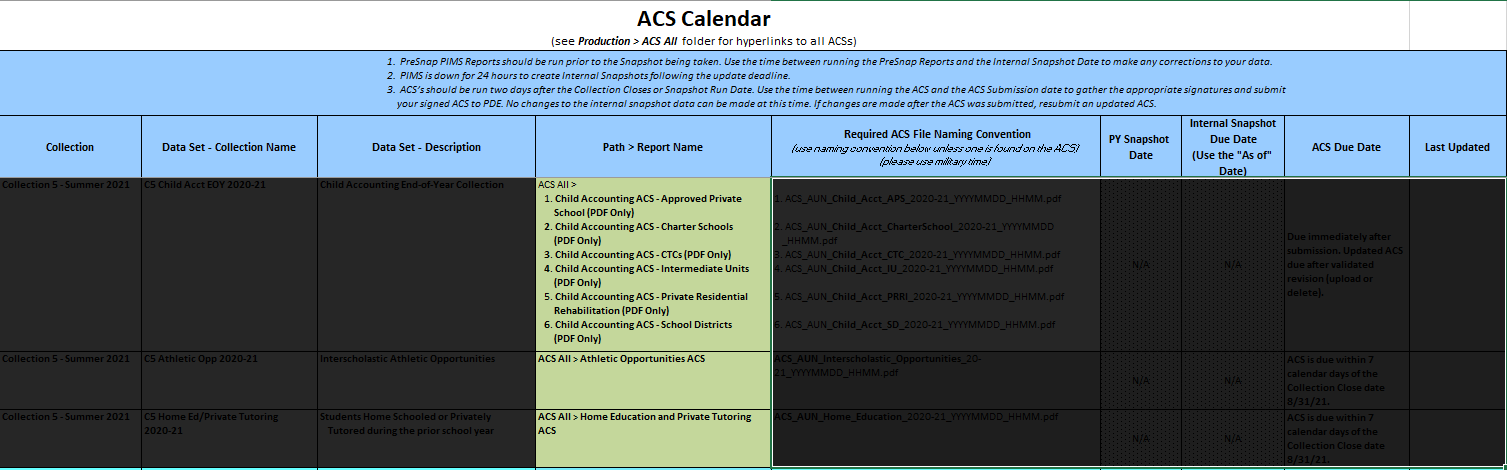 ACS Calendar
(see Production > ACS All folder for hyperlinks to all ACSs)
1. PreSnap PIMS Reports should be run prior to the Snapshot being taken. Use the time between running the PreSnap Reports and the Internal Snapshot Date to make any corrections to your data.
2. PIMS is down for 24 hours to create Internal Snapshots following the update deadline.
3. ACS's should be run two days after the Collection Closes or Snapshot Run Date. Use the time between running the ACS and the ACS Submission date to gather the appropriate signatures and submit
your signed ACS to PDE. No changes to the internal snapshot data can be made at this time. If changes are made after the ACS was submitted, resubmit an updated ACS.
Collection
Data Set - Collection Name
Data Set - Description
Path > Report Name
Required ACS File Naming Convention
(use naming convention below unless one is found on the ACS)
(please use military time)
PY Snapshot
Date
Internal Snapshot
Due Date
(Use the "As of"
Date)
ACS Due Date
Last Updated
Collection 5 - Summer 2021
C5 Child Acct EOY 2020-21
Child Accounting End-of-Year Collection
ACS All >
1. Child Accounting ACS - Approved Private
School (PDF Only)
2. Child Accounting ACS - Charter Schools
(PDF Only)
3. Child Accounting ACS - CTCs (PDF Only)
4. Child Accounting ACS - Intermediate Units
(PDF Only)
5. Child Accounting ACS - Private Residential
Rehabilitation (PDF Only)
6. Child Accounting ACS - School Districts
(PDF Only)
1. ACS_AUN_Child_Acct_APS_2020-21_YYYYMMDD_HHMM.pdf
2. ACS_AUN_Child_Acct_CharterSchool_2020-21_YYYYMMDD
_HHMM.pdf
3. ACS_AUN_Child_Acct_CTC_2020-21_YYYYMMDD_HHMM.pdf
4. ACS_AUN_Child_Acct_IU_2020-21_YYYYMMDD_HHMM.pdf
5. ACS_AUN_Child_Acct_PRRI_2020-21_YYYYMMDD_HHMM.pdf
6. ACS_AUN_Child_Acct_SD_2020-21_YYYYMMDD_HHMM.pdf
N/A
N/A
Due immediately after
submission. Updated ACS
due after validated
revision (upload or
delete).
Collection 5 - Summer 2021
C5 Athletic Opp 2020-21
Interscholastic Athletic Opportunities
ACS All > Athletic Opportunities ACS
ACS_AUN_Interscholastic_Opportunities_20-
21_YYYYMMDD_HHMM.pdf
N/A
N/A
ACS is due within 7
calendar days of the
Collection Close date
8/31/21.
Collection 5 - Summer 2021
C5 Home Ed/Private Tutoring
2020-21
Students Home Schooled or Privately
Tutored during the prior school year
ACS All > Home Education and Private Tutoring
ACS
ACS_AUN_Home_Education_2020-21_YYYYMMDD_HHMM.pdf
N/A
N/A
ACS is due within 7
calendar days of the
Collection Close date
8/31/21.